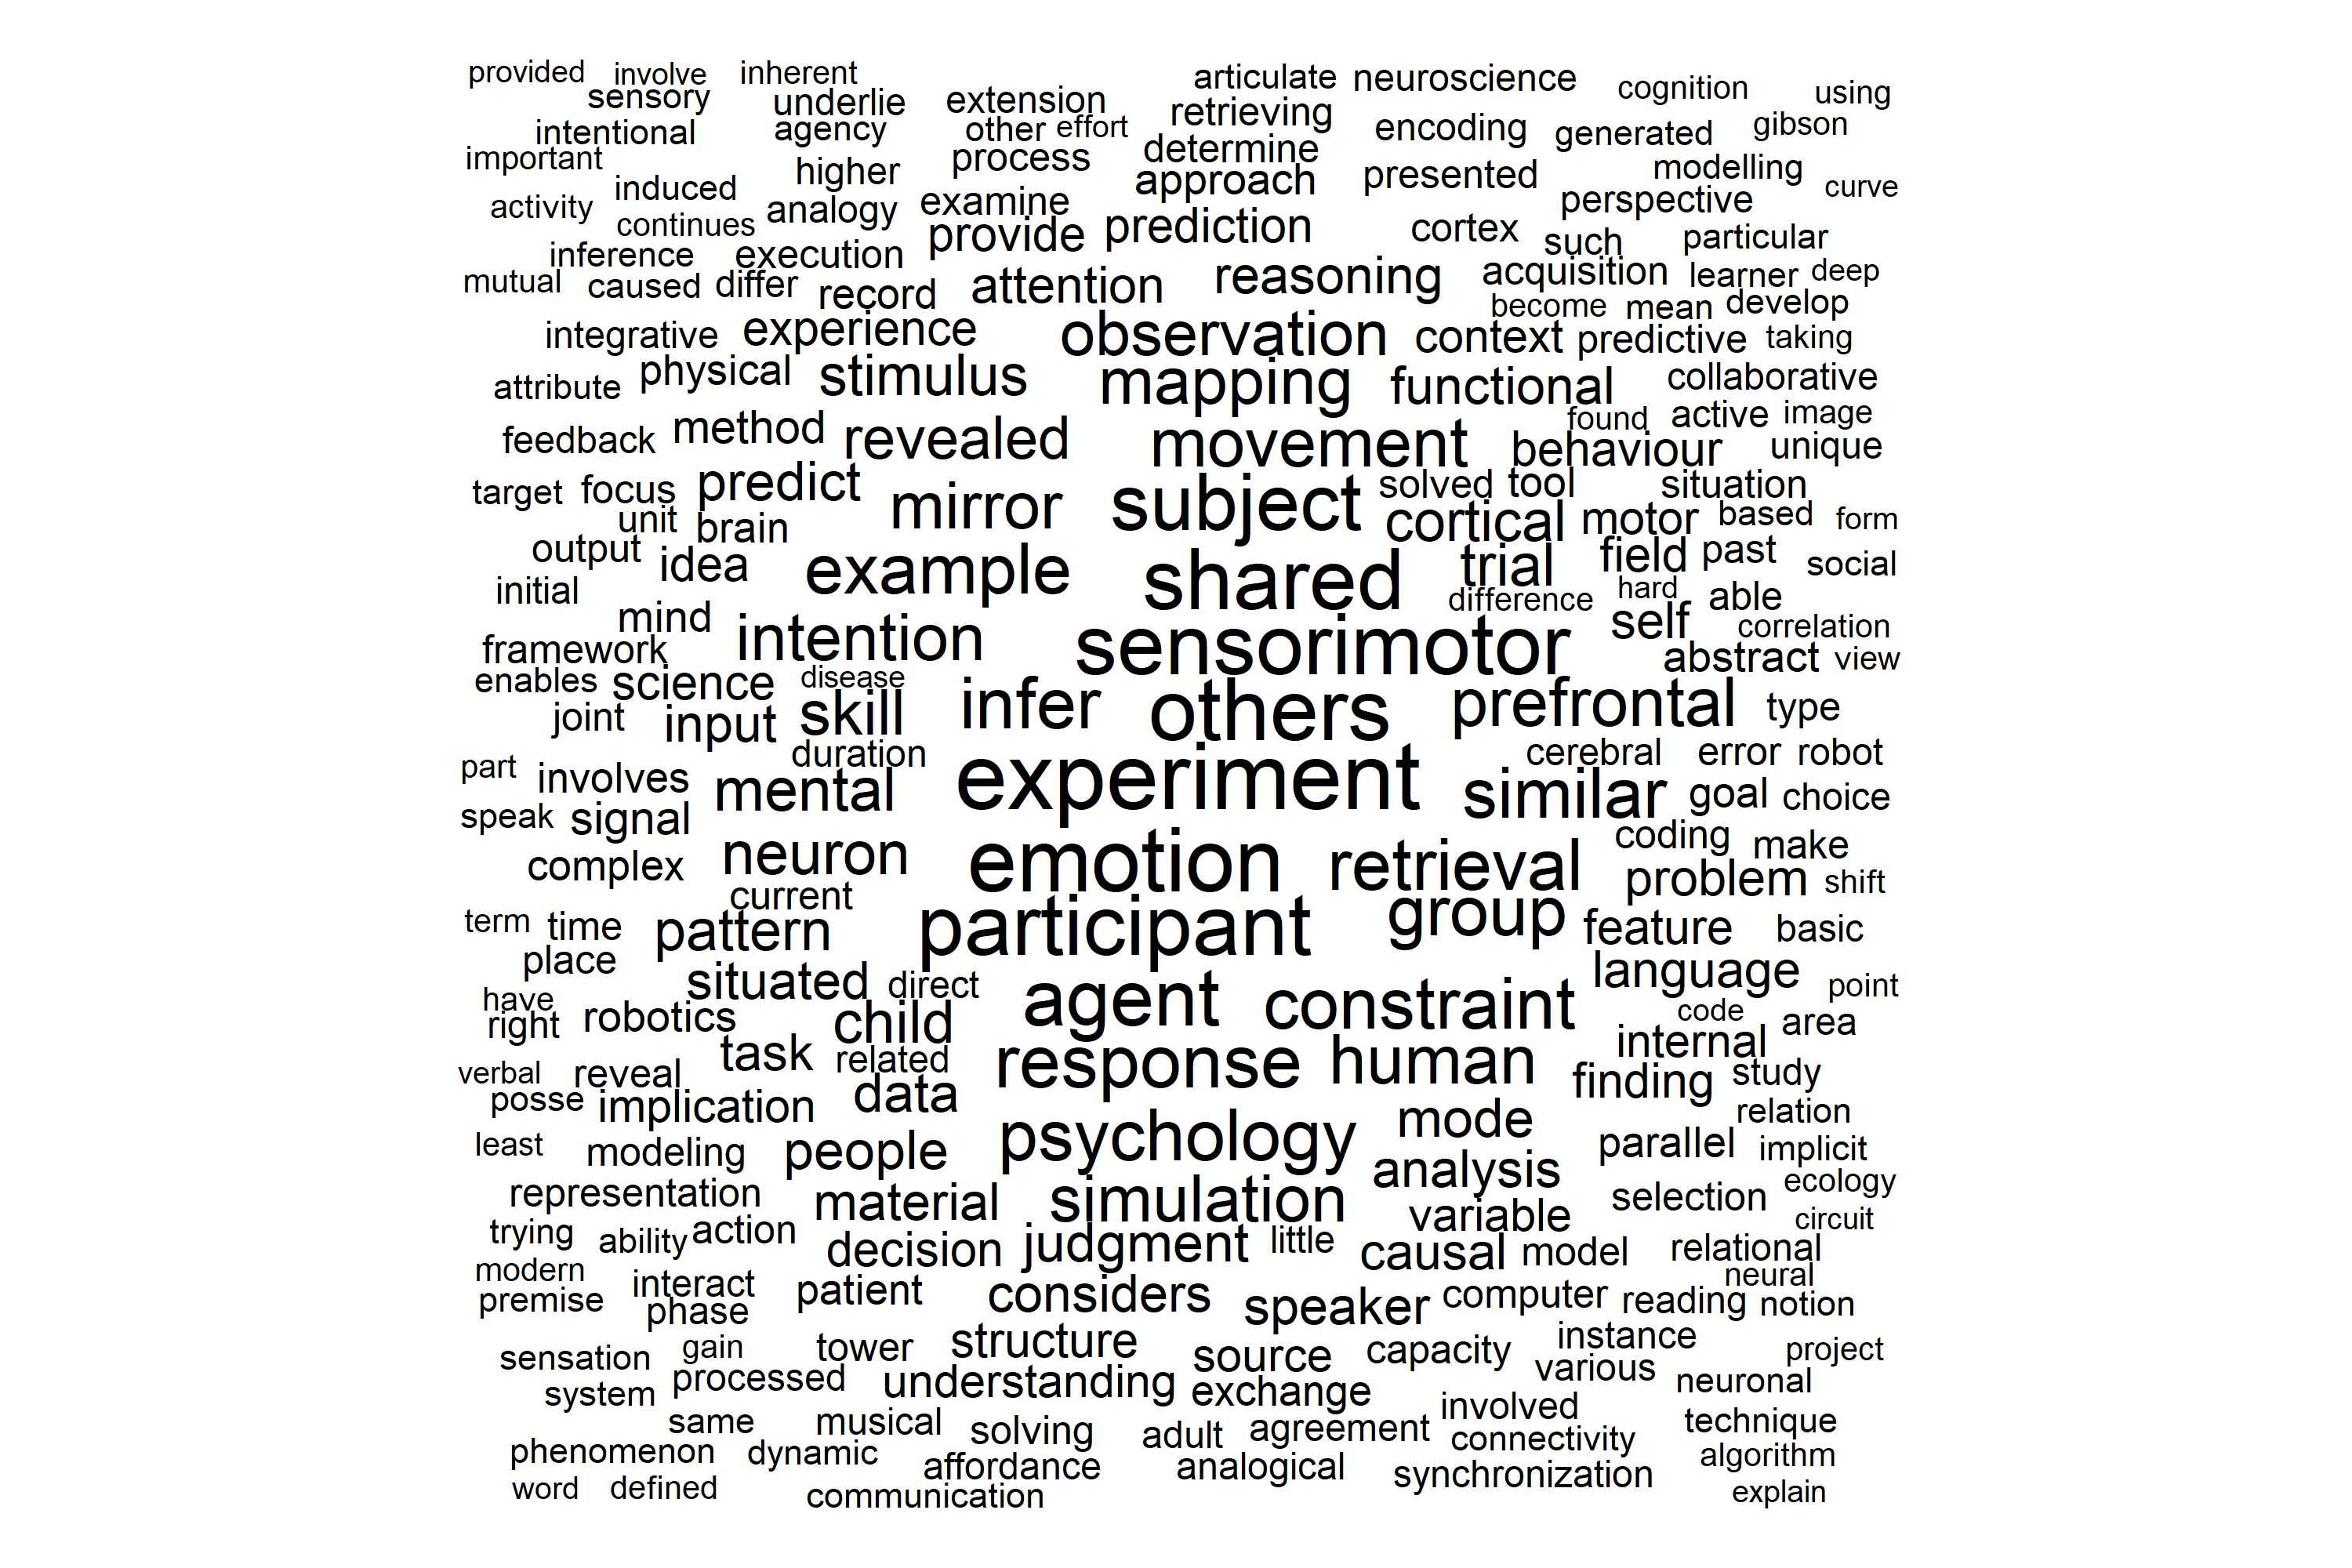 provided involve inherent articulate neuroscience cognition using
sensory underlie extension retrieving
intentional agency other effort encoding generated gibson
important higher process determine modelling
activity induced examine approach presented perspective curve
continues analogy provide prediction cortex such particular
inference execution
mutual caused differ record attention reasoning acquisition learner deep
become mean develop
integrative experience observation context predictive taking
attribute physical stimulus mapping functional collaborative
feedback method revealed movement behaviour found active image unique
target focus predict mirror subject solved tool situation
unit brain cortical motor based form
output idea example shared trial field past social
initial mind difference hard able
framework intention sensorimotor self correlation
abstract view
enables science disease
joint input skill infer others prefrontal type
duration cerebral error robot
part involves mental experiment similar goal choice
speak signal coding make
complex neuron emotion retrieval problem shift
current
term time pattern participant group feature basic
place situated direct language point
have right robotics child agent constraint code area
task related response human internal
verbal reveal data finding study
posse implication relation
least modeling people psychology mode parallel implicit
analysis ecology
representation material simulation variable selection circuit
trying ability action decision judgment little causal model relational
modern interact patient considers neural
premise phase speaker computer reading notion
sensation gain tower structure source capacity instance project
system processed understanding exchange various neuronal
same musical solving adult agreement involved technique
phenomenon dynamic affordance analogical connectivity algorithm
word defined communication synchronization explain